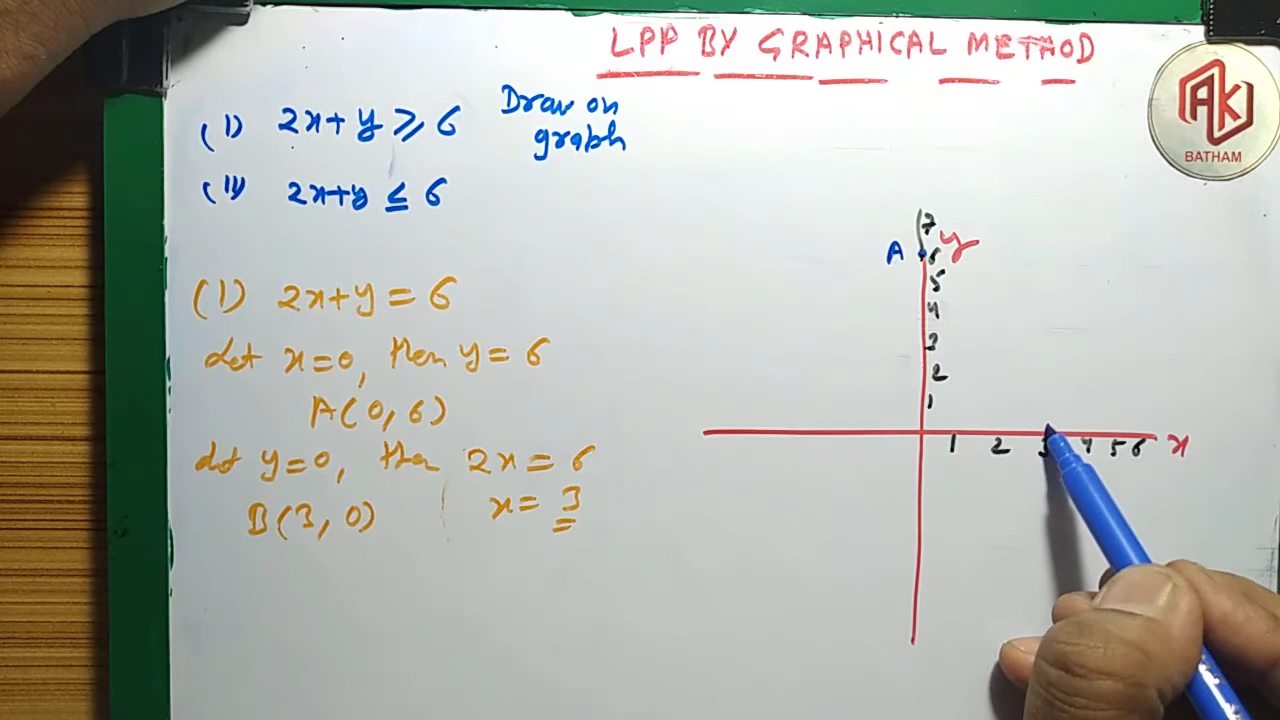 LPP BY GRAPHICAL METHOD
AK
BATHAM
(I) 2x+y ⩾ 6 Draw on graph
(II) 2x+y ≤ 6
(1) 2x+y = 6
Let x=0, then y = 6
A(0, 6)
Let y=0, then 2x = 6
B(3, 0) x = 3
7
y
A 6
5
4
3
2
1
1 2 3 4 5 6 x